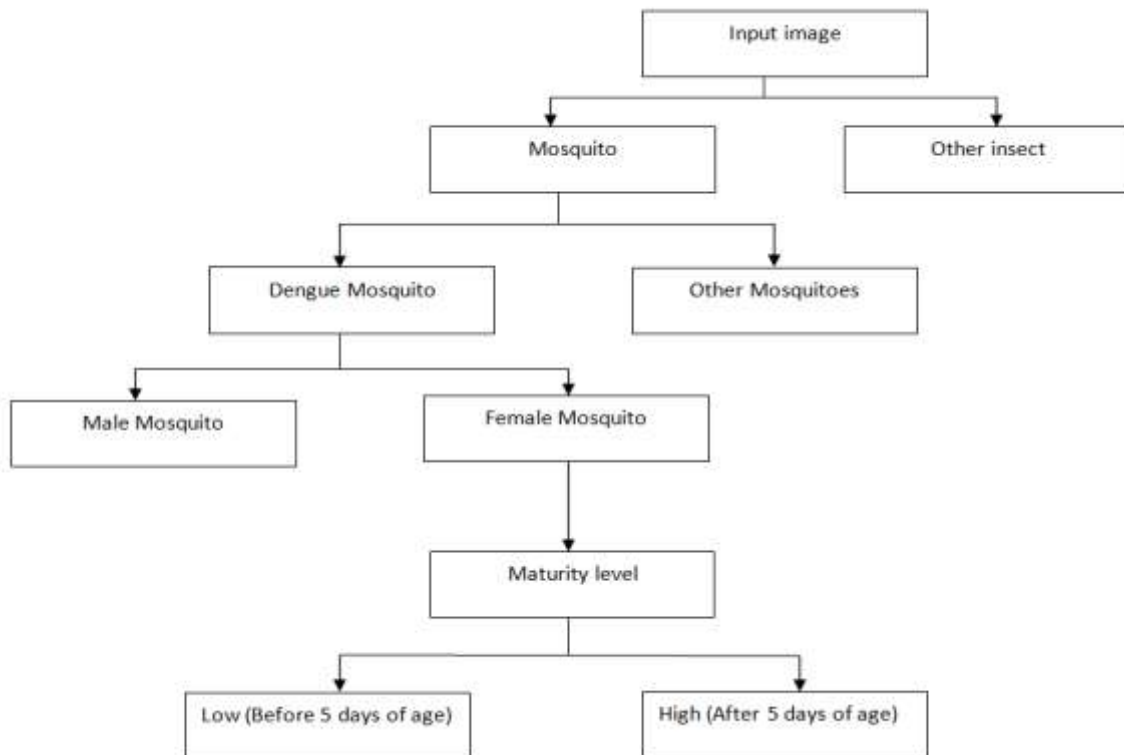 Input image
Mosquito
Other insect
Dengue Mosquito
Other Mosquitoes
Male Mosquito
Female Mosquito
Maturity level
Low (Before 5 days of age)
High (After 5 days of age)